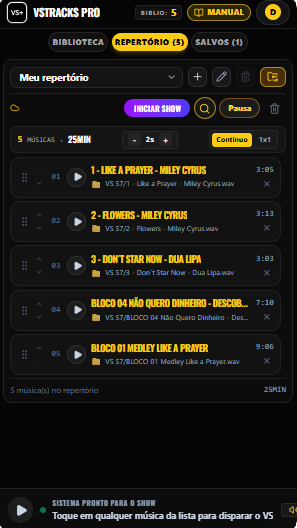 VS+ VSTRACKS PRO BIBLIO: 5 MANUAL D
BIBLIOTECA REPERTÓRIO (5) SALVOS (1)
Meu repertório
INICIAR SHOW Pausa
5 MÚSICAS • 25MIN - 2s + Contínuo 1x1
01 1 - LIKE A PRAYER - MILEY CYRUS 3:05
VS S7/1 - Like a Prayer - Miley Cyrus.wav
02 2 - FLOWERS - MILEY CYRUS 3:13
VS S7/2 - Flowers - Miley Cyrus.wav
03 3 - DON'T STAR NOW - DUA LIPA 3:03
VS S7/3 - Don't Star Now - Dua Lipa.wav
04 BLOCO 04 NÃO QUERO DINHEIRO - DESCOB... 7:10
VS S7/BLOCO 04 Não Quero Dinheiro - Des...
05 BLOCO 01 MEDLEY LIKE A PRAYER 9:06
VS S7/BLOCO 01 Medley Like a Prayer.wav
5 música(s) no repertório 25MIN
SISTEMA PRONTO PARA O SHOW
Toque em qualquer música da lista para disparar o VS